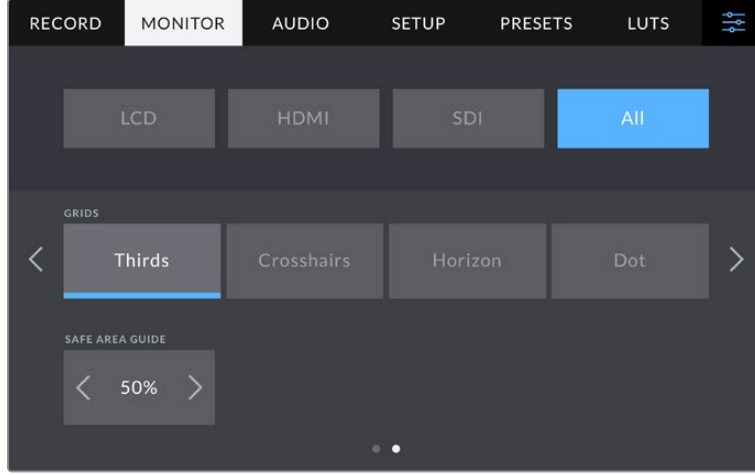 RECORD MONITOR AUDIO SETUP PRESETS LUTS
LCD HDMI SDI All
GRIDS
Thirds Crosshairs Horizon Dot
SAFE AREA GUIDE
50%